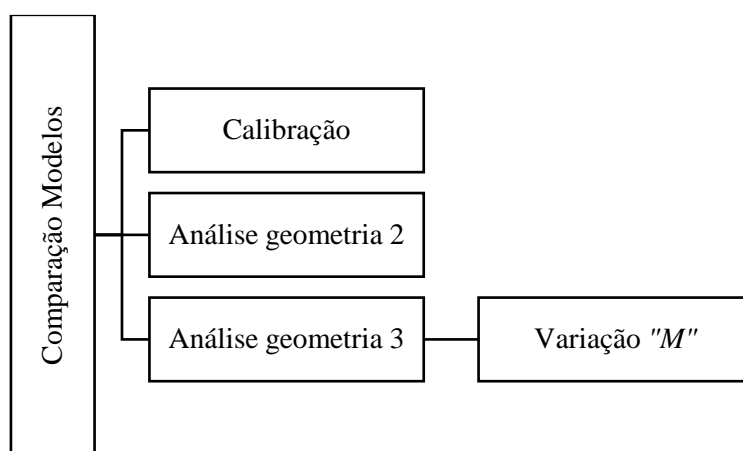 Comparação Modelos
Calibração
Análise geometria 2
Análise geometria 3
Variação "M"